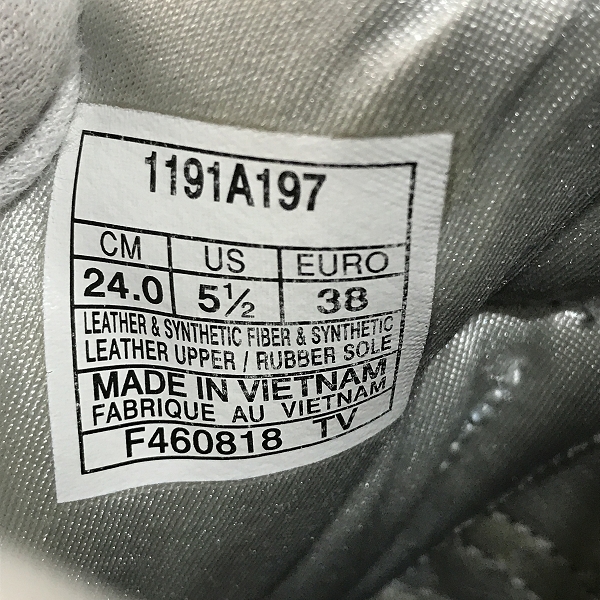 1191A197
CM US EURO
24.0 5½ 38
LEATHER & SYNTHETIC FIBER & SYNTHETIC
LEATHER UPPER / RUBBER SOLE
MADE IN VIETNAM
FABRIQUE AU VIETNAM
F460818 TV